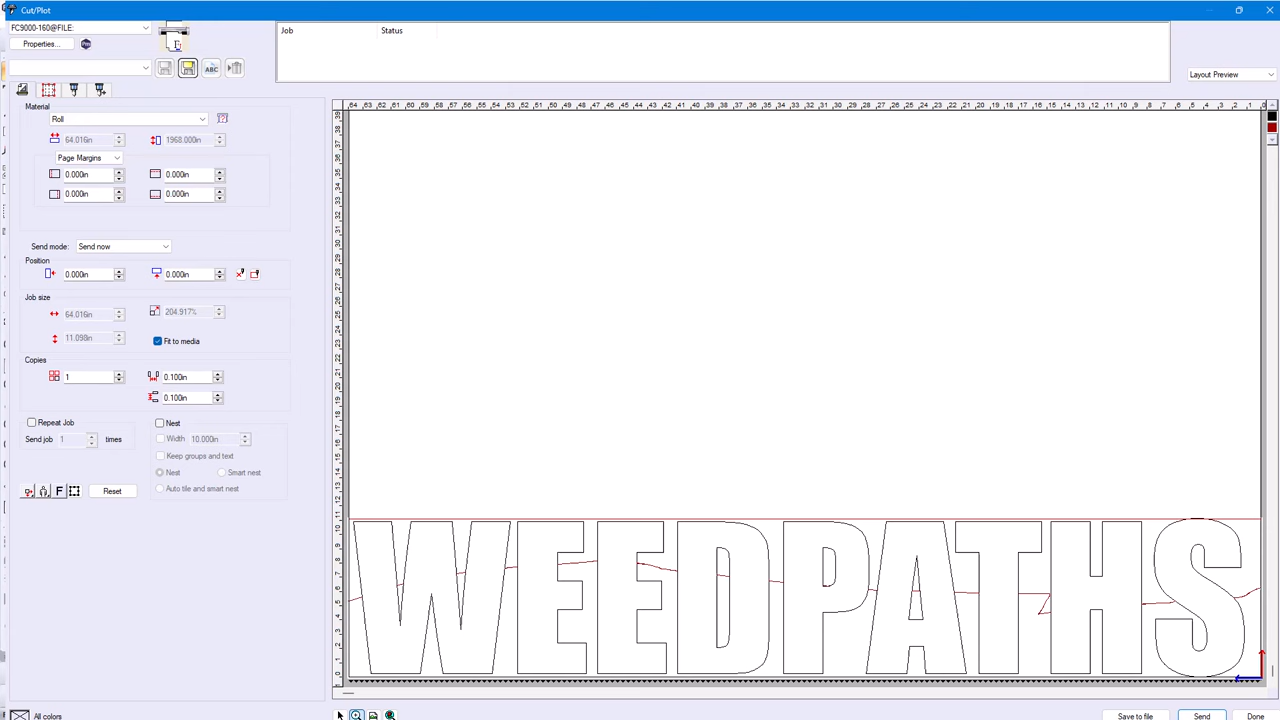 Cut/Plot
FC9000-160@FILE:
Properties...
Pro
ABC
Job Status
Layout Preview
Material
Roll
64.016in 1968.000in
Page Margins
0.000in 0.000in
0.000in 0.000in
Send mode: Send now
Position
0.000in 0.000in
Job size
64.016in 204.917%
11.098in Fit to media
Copies
1 0.100in
0.100in
Repeat Job Nest
Send job 1 times Width 10.000in
Keep groups and text
Nest Smart nest
Auto tile and smart nest
F Reset
WEEDPATHS
All colors
Save to file Send Done